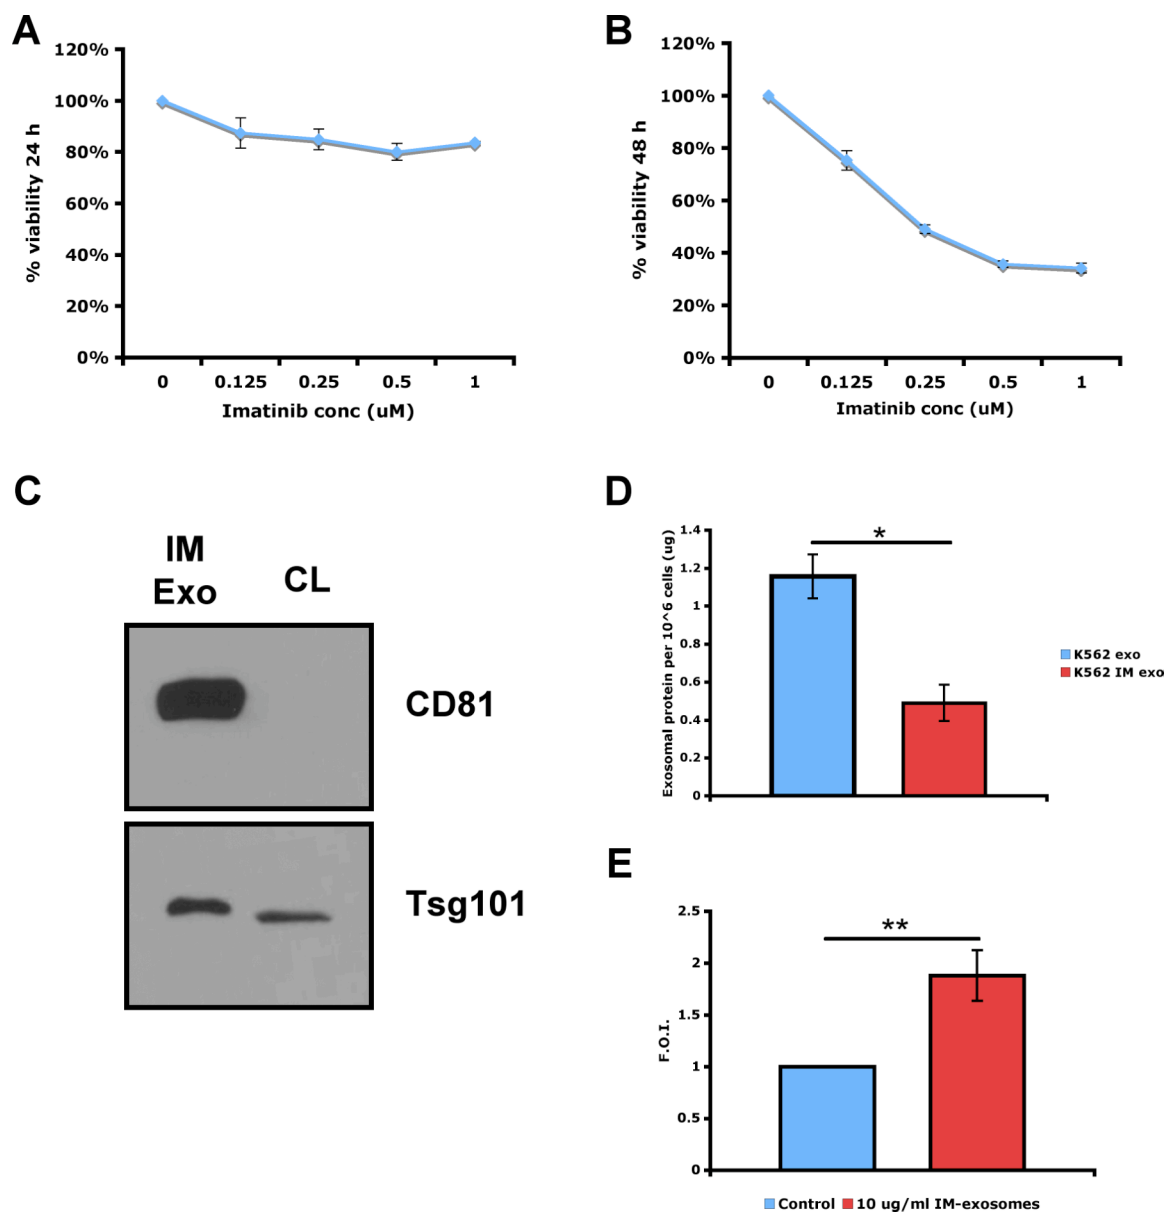 A
120%
100%
80%
60%
40%
20%
0%
% viability 24 h
0 0.125 0.25 0.5 1
Imatinib conc (uM)
B
120%
100%
80%
60%
40%
20%
0%
% viability 48 h
0 0.125 0.25 0.5 1
Imatinib conc (uM)
C
IM
Exo
CL
CD81
Tsg101
D
1.4
1.2
1
0.8
0.6
0.4
0.2
0
Exosomal protein per 10^6 cells (ug)
*
K562 exo
K562 IM exo
E
2.5
2
1.5
1
0.5
0
F.O.I.
**
Control 10 ug/ml IM-exosomes